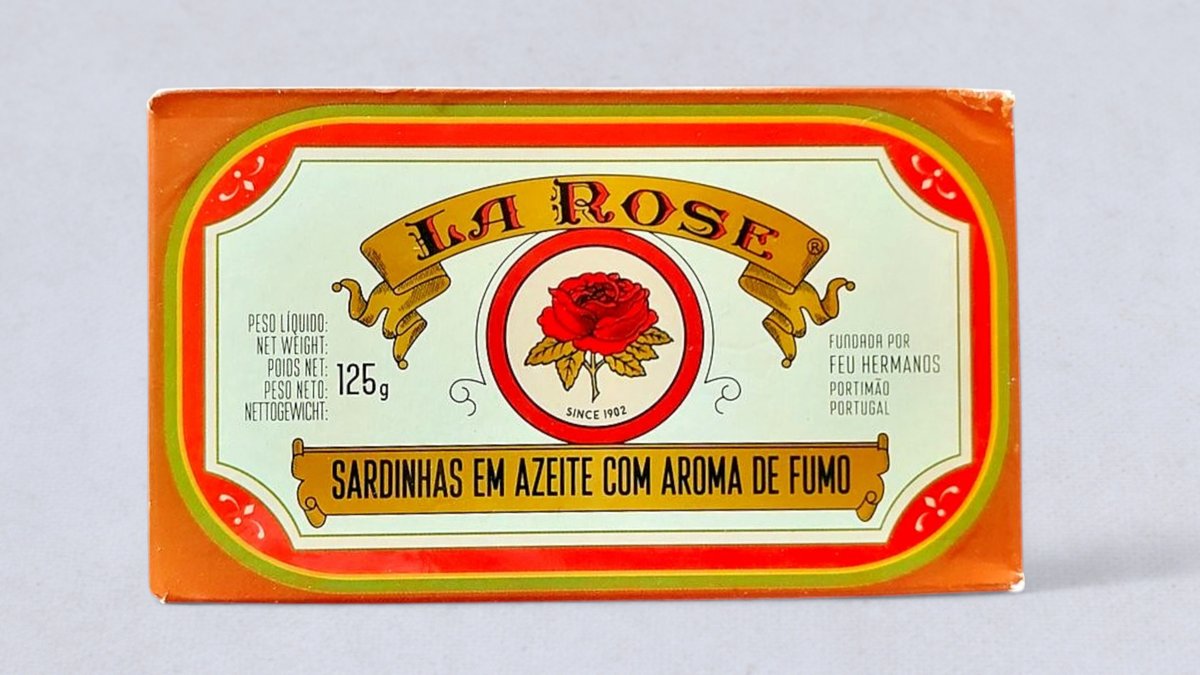 LA ROSE ®
PESO LÍQUIDO:
NET WEIGHT:
POIDS NET:
PESO NETO:
NETTOGEWICHT:
125g
SINCE 1902
FUNDADA POR
FEU HERMANOS
PORTIMÃO
PORTUGAL
SARDINHAS EM AZEITE COM AROMA DE FUMO